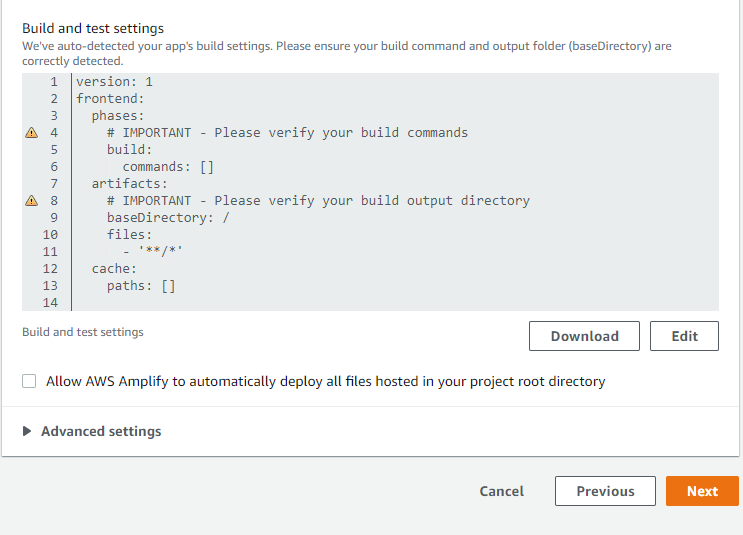 Build and test settings
We've auto-detected your app's build settings. Please ensure your build command and output folder (baseDirectory) are
correctly detected.
1 version: 1
2 frontend:
3   phases:
4     # IMPORTANT - Please verify your build commands
5     build:
6       commands: []
7   artifacts:
8     # IMPORTANT - Please verify your build output directory
9     baseDirectory: /
10     files:
11       - '**/*'
12   cache:
13     paths: []
14
Build and test settings
Download
Edit
Allow AWS Amplify to automatically deploy all files hosted in your project root directory
Advanced settings
Cancel
Previous
Next